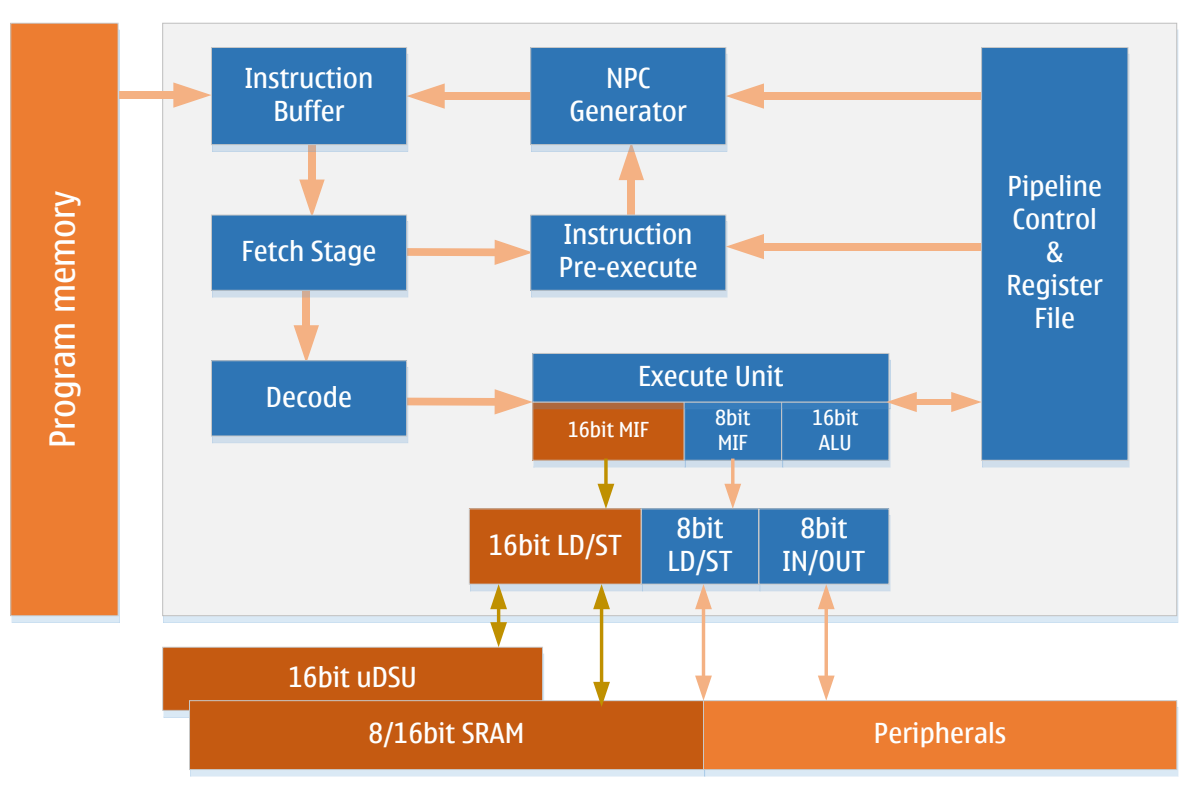 Program memory
Instruction
Buffer
NPC
Generator
Pipeline
Control
&
Register
File
Fetch Stage
Instruction
Pre-execute
Decode
Execute Unit
16bit MIF
8bit
MIF
16bit
ALU
16bit LD/ST
8bit
LD/ST
8bit
IN/OUT
16bit uDSU
8/16bit SRAM
Peripherals